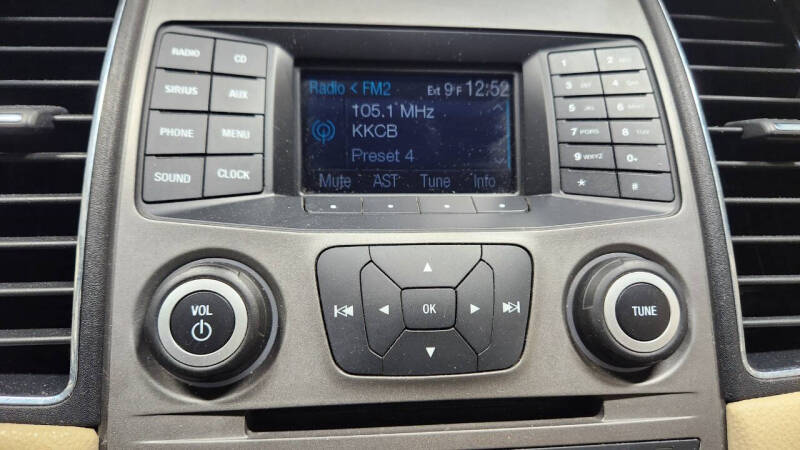 RADIO
CD
SIRIUS
AUX
PHONE
MENU
SOUND
CLOCK
Radio < FM2 Ext 9°F 12:52
105.1 MHz
KKCB
Preset 4
Mute AST Tune Info
1
2 ABC
3 DEF
4 GHI
5 JKL
6 MNO
7 PQRS
8 TUV
9 WXYZ
0 -
*
#
VOL
OK
TUNE